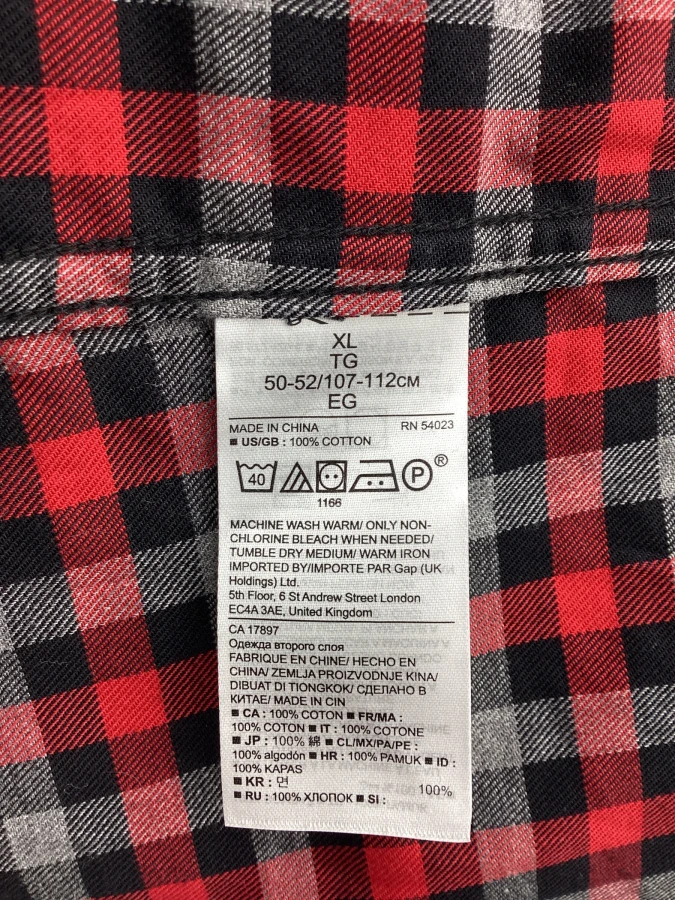 XL
TG
50-52/107-112CM
EG
MADE IN CHINA RN 54023
■ US/GB : 100% COTTON
40 P®
1166
MACHINE WASH WARM/ ONLY NON-
CHLORINE BLEACH WHEN NEEDED/
TUMBLE DRY MEDIUM/ WARM IRON
IMPORTED BY/IMPORTE PAR Gap (UK
Holdings) Ltd.
5th Floor, 6 St Andrew Street London
EC4A 3AE, United Kingdom
CA 17897
Одежда второго слоя
FABRIQUE EN CHINE/ HECHO EN
CHINA/ ZEMLJA PROIZVODNJE KINA/
DIBUAT DI TIONGKOK/ СДЕЛАНО В
КИТАЕ/ MADE IN CIN
■ CA : 100% COTON ■ FR/MA :
100% COTON ■ IT : 100% COTONE
■ JP : 100% 綿 ■ CL/MX/PA/PE :
100% algodón ■ HR : 100% PAMUK ■ ID :
100% KAPAS
■ KR : 면 100%
■ RU : 100% ХЛОПОК ■ SI :